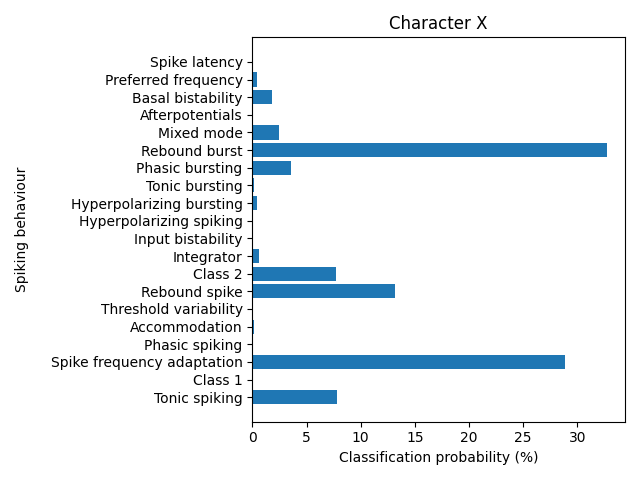 Character X
Spike latency
Preferred frequency
Basal bistability
Afterpotentials
Mixed mode
Rebound burst
Phasic bursting
Tonic bursting
Hyperpolarizing bursting
Hyperpolarizing spiking
Input bistability
Integrator
Class 2
Rebound spike
Threshold variability
Accommodation
Phasic spiking
Spike frequency adaptation
Class 1
Tonic spiking
Spiking behaviour
0 5 10 15 20 25 30
Classification probability (%)